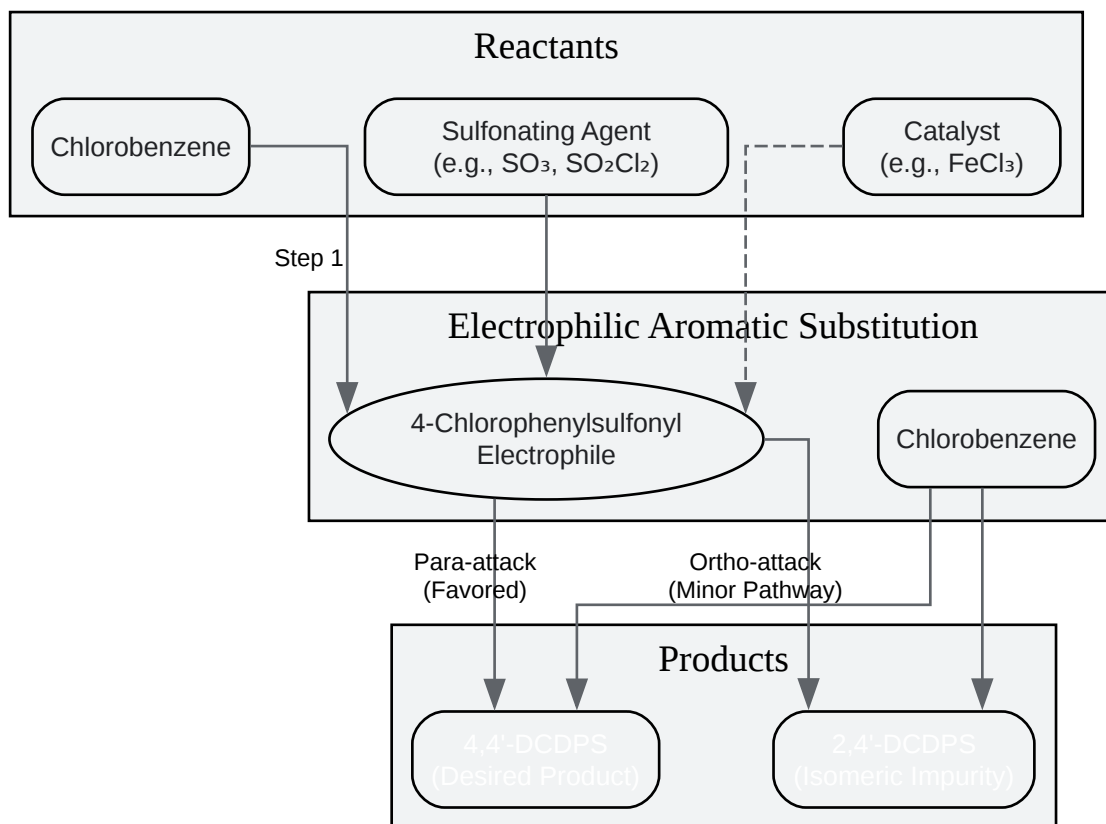 Reactants
Chlorobenzene
Sulfonating Agent
(e.g., SO₃, SO₂Cl₂)
Catalyst
(e.g., FeCl₃)
Step 1
Electrophilic Aromatic Substitution
4-Chlorophenylsulfonyl
Electrophile
Chlorobenzene
Para-attack
(Favored)
Ortho-attack
(Minor Pathway)
Products
4,4'-DCDPS
(Desired Product)
2,4'-DCDPS
(Isomeric Impurity)